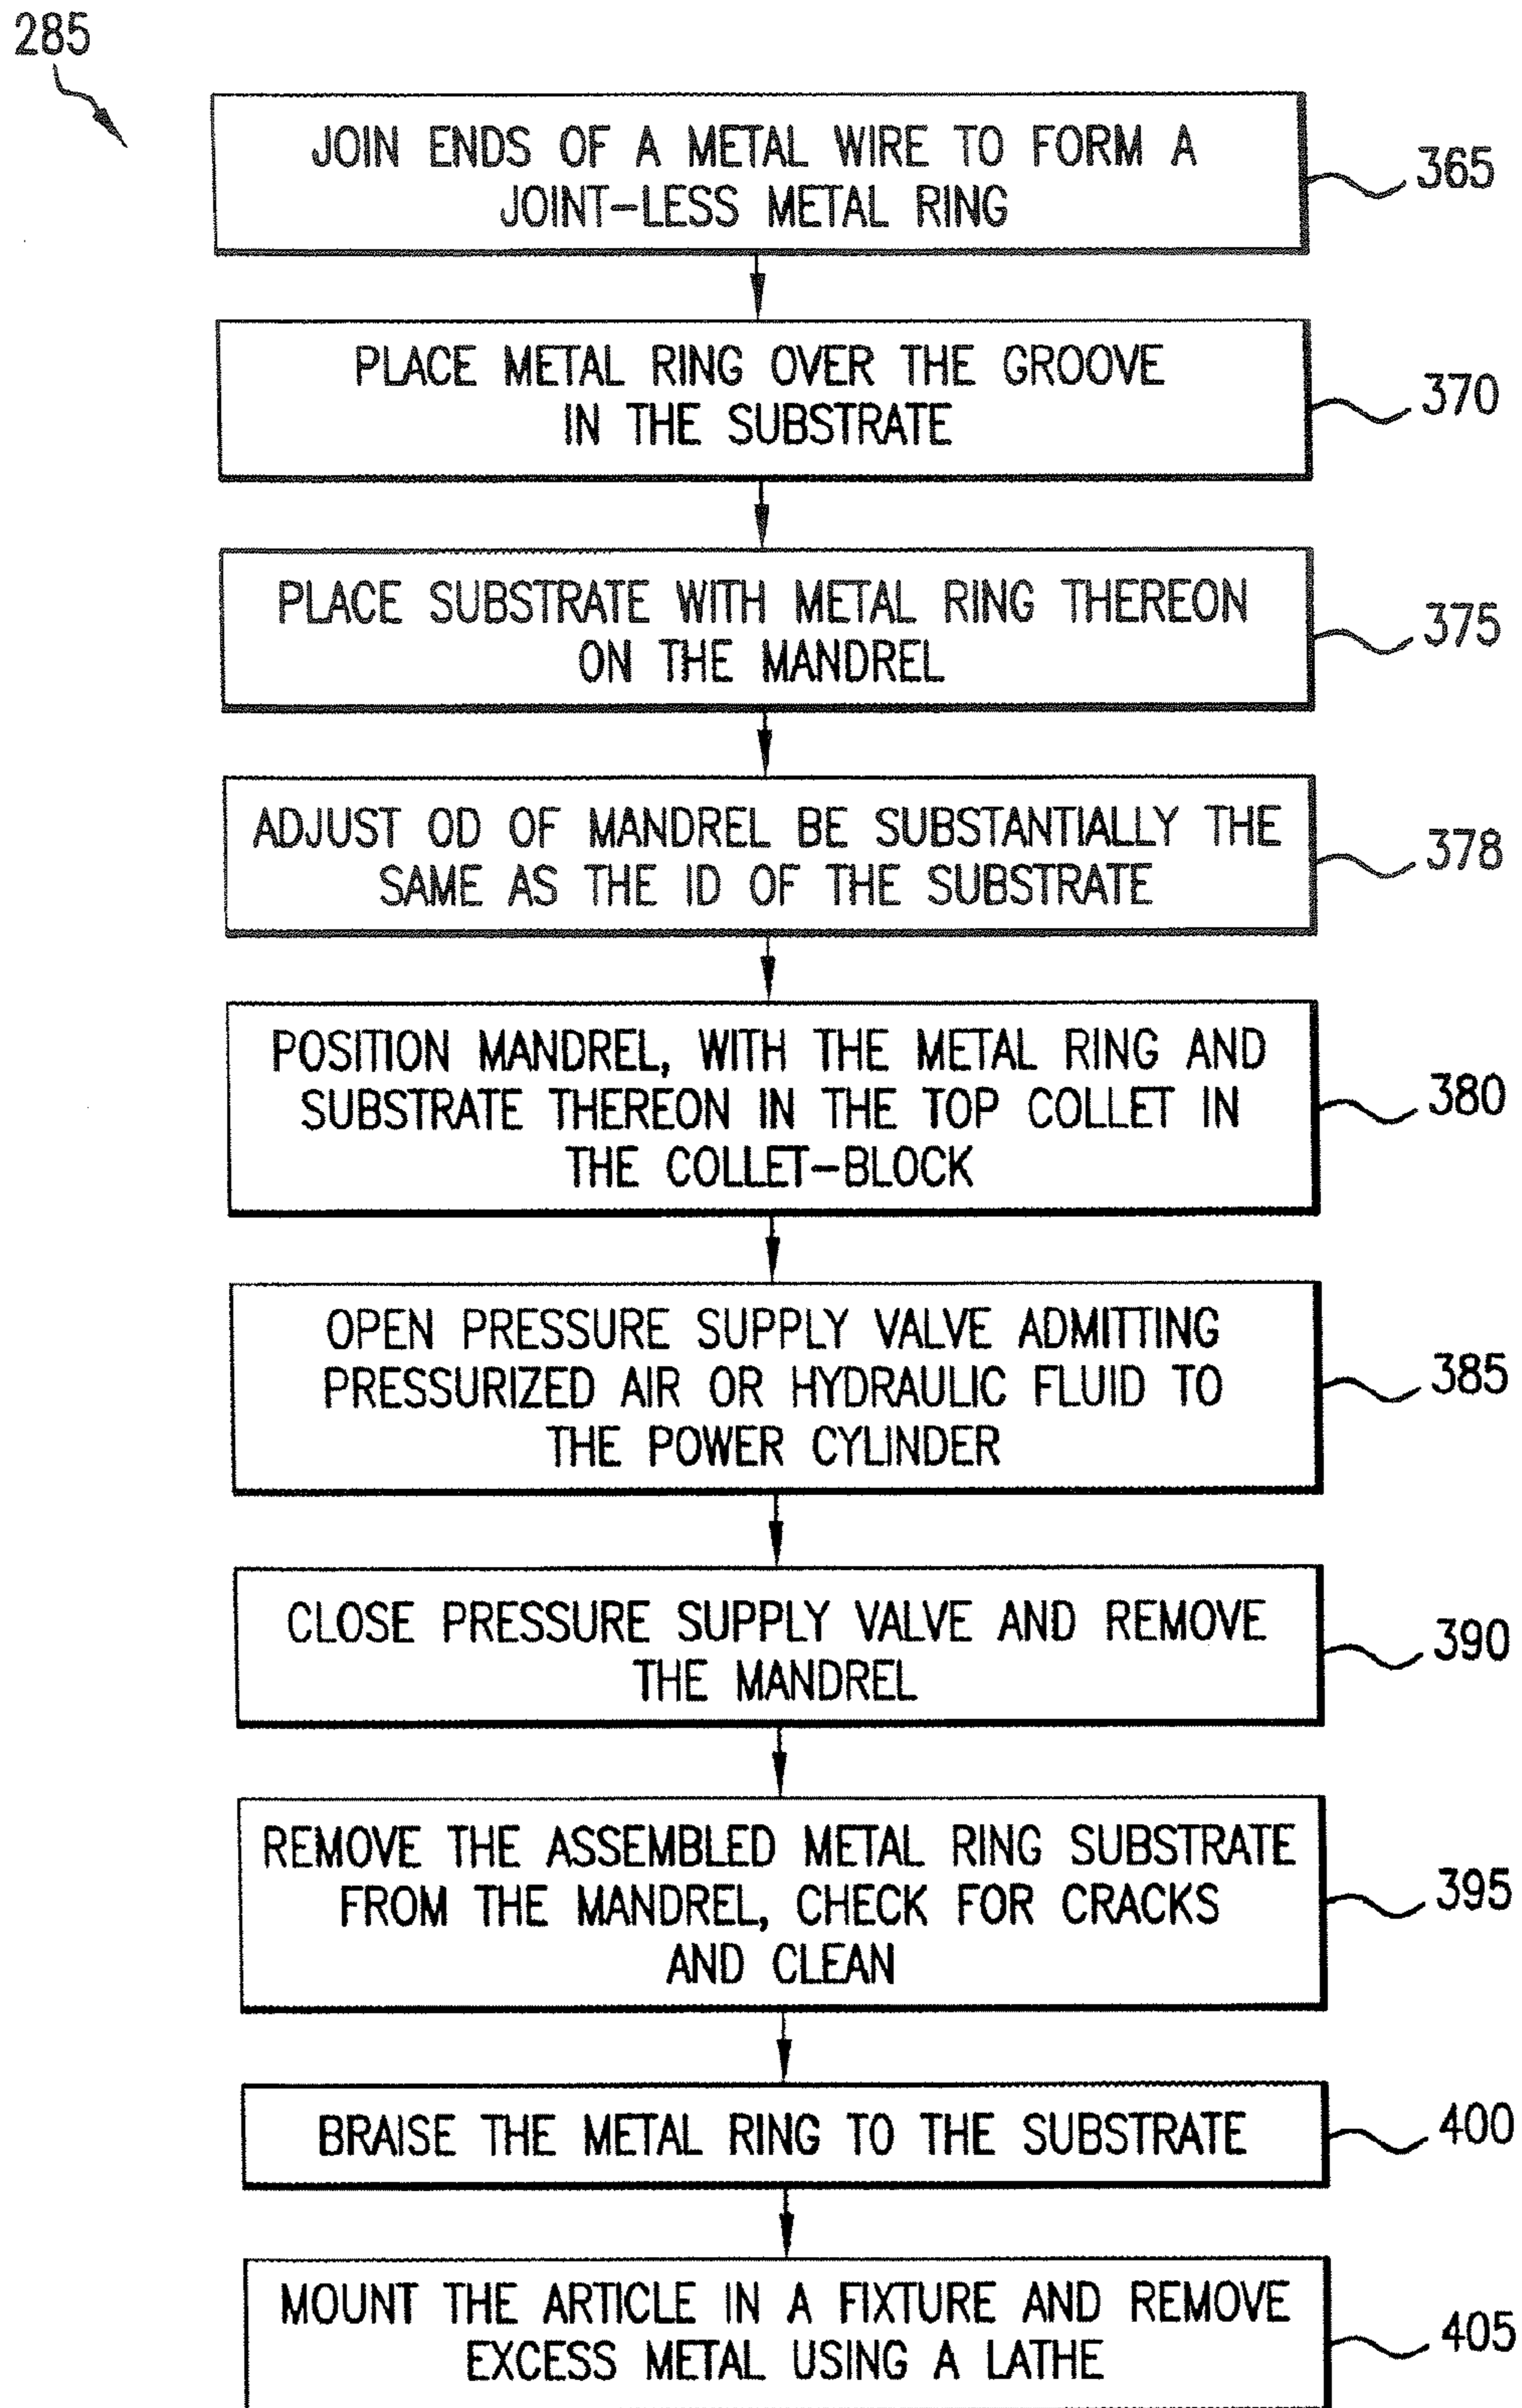 285
JOIN ENDS OF A METAL WIRE TO FORM A
JOINT-LESS METAL RING
365
PLACE METAL RING OVER THE GROOVE
IN THE SUBSTRATE
370
PLACE SUBSTRATE WITH METAL RING THEREON
ON THE MANDREL
375
ADJUST OD OF MANDREL BE SUBSTANTIALLY THE
SAME AS THE ID OF THE SUBSTRATE
378
POSITION MANDREL, WITH THE METAL RING AND
SUBSTRATE THEREON IN THE TOP COLLET IN
THE COLLET-BLOCK
380
OPEN PRESSURE SUPPLY VALVE ADMITTING
PRESSURIZED AIR OR HYDRAULIC FLUID TO
THE POWER CYLINDER
385
CLOSE PRESSURE SUPPLY VALVE AND REMOVE
THE MANDREL
390
REMOVE THE ASSEMBLED METAL RING SUBSTRATE
FROM THE MANDREL, CHECK FOR CRACKS
AND CLEAN
395
BRAISE THE METAL RING TO THE SUBSTRATE
400
MOUNT THE ARTICLE IN A FIXTURE AND REMOVE
EXCESS METAL USING A LATHE
405